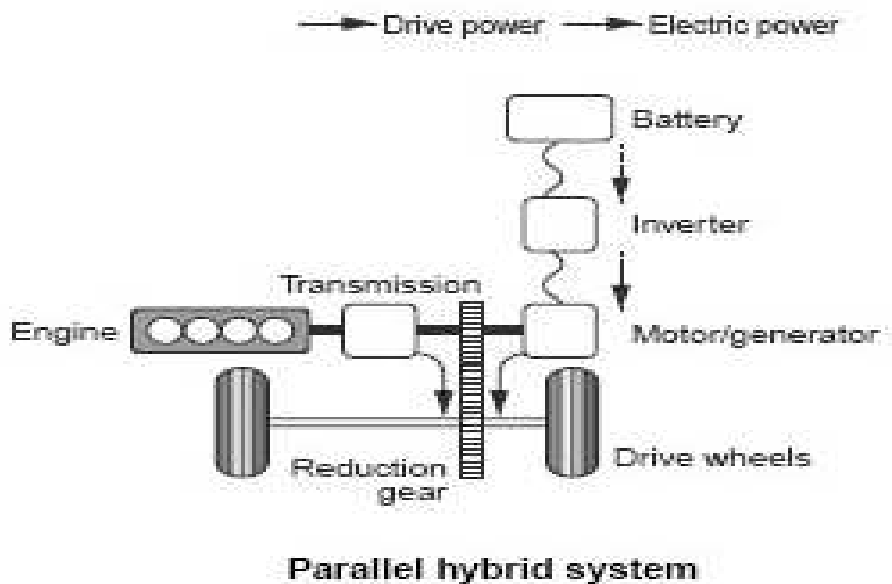 Drive power Electric power
Battery
Inverter
Transmission
Engine
Motor/generator
Drive wheels
Reduction
gear
Parallel hybrid system